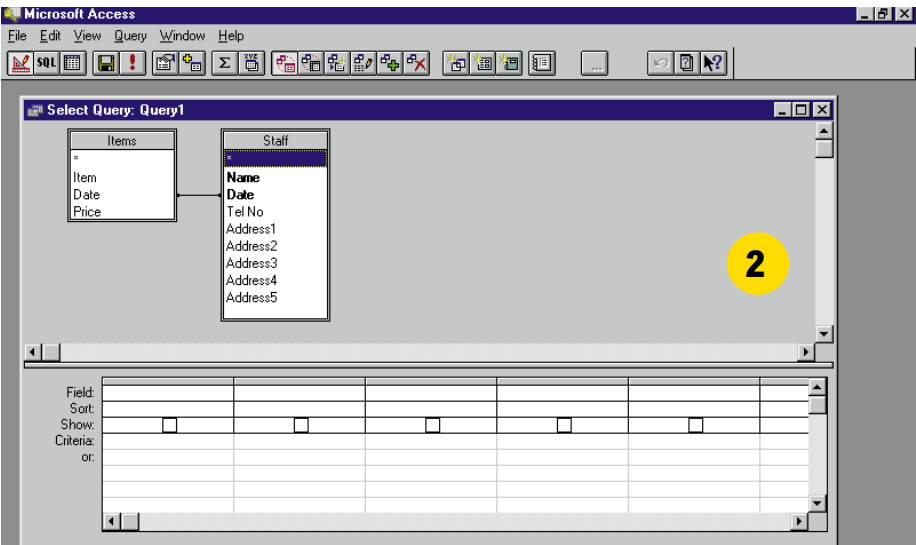 Microsoft Access
File Edit View Query Window Help
SQL XYZ
Select Query: Query1
Items
*
Item
Date
Price
Staff
*
Name
Date
Tel No
Address1
Address2
Address3
Address4
Address5
2
Field:
Sort:
Show:
Criteria:
or: